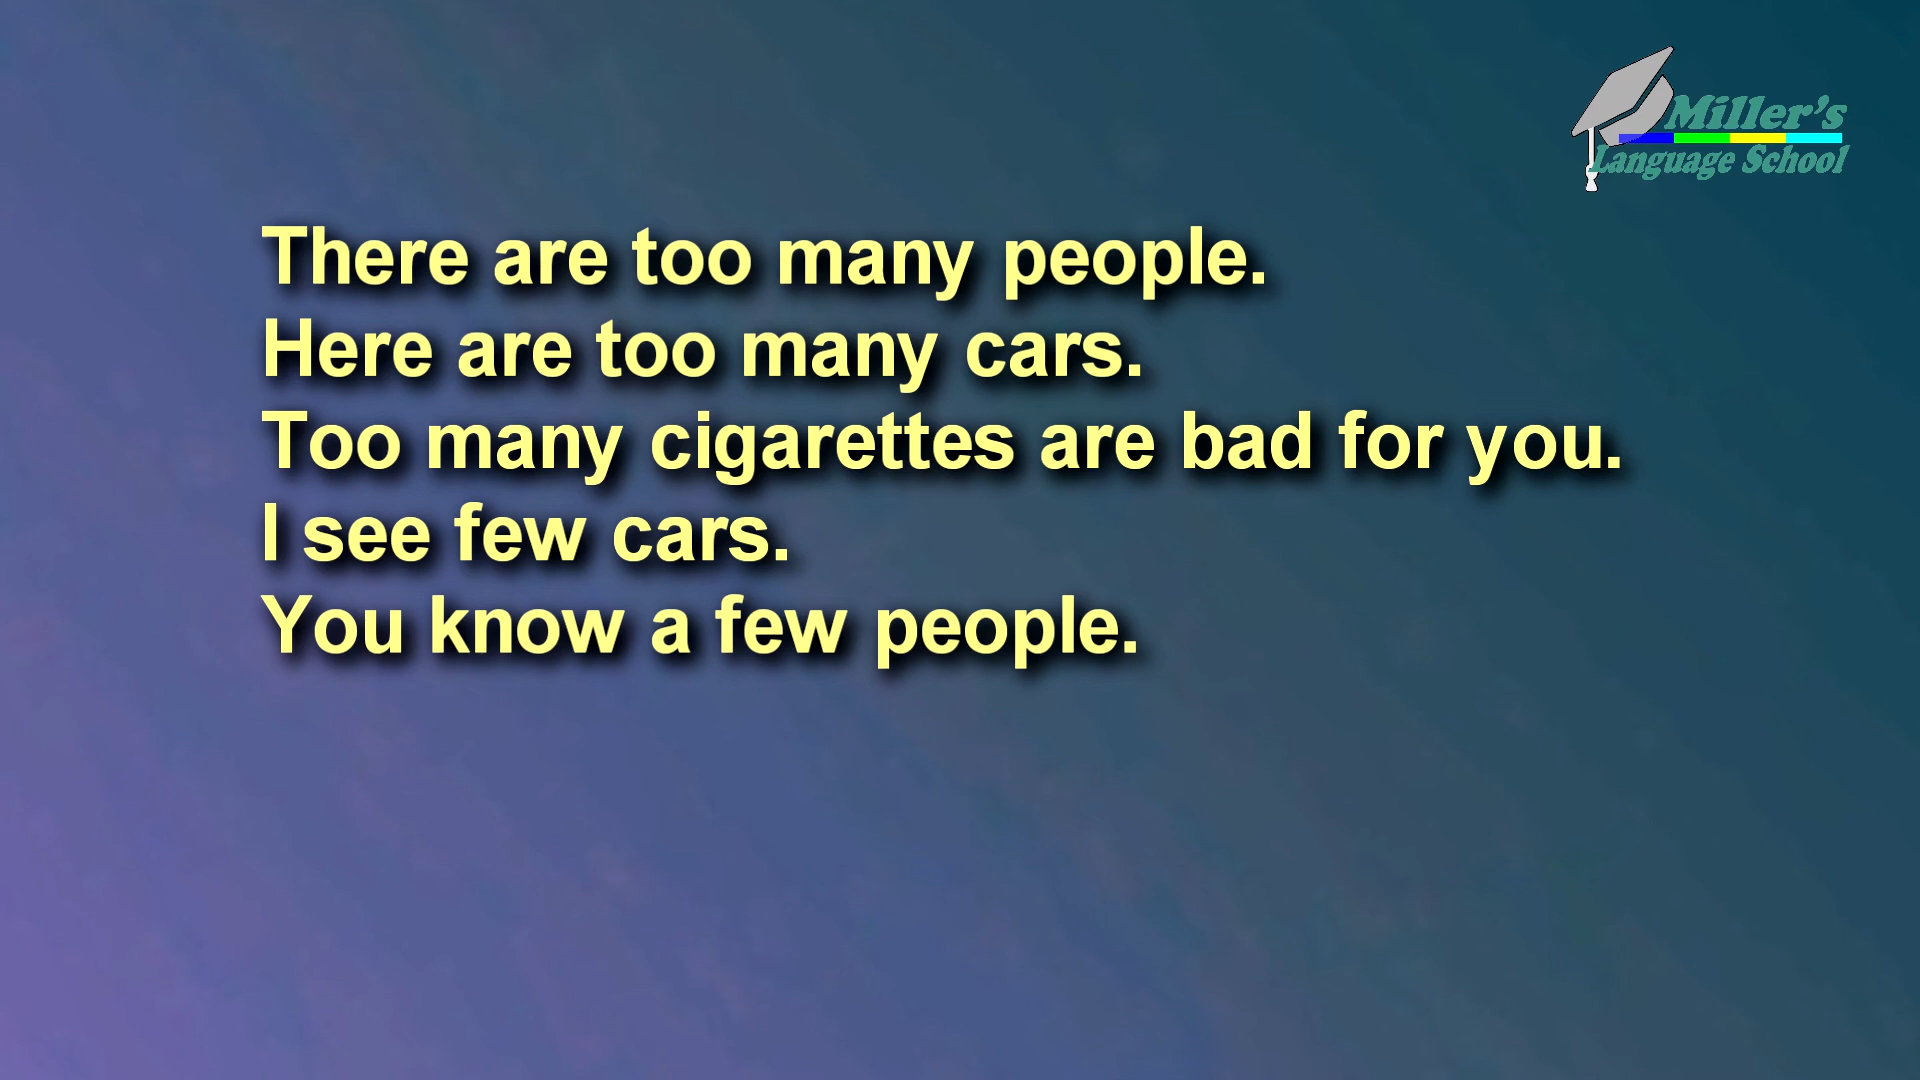 Miller's
Language School
There are too many people.
Here are too many cars.
Too many cigarettes are bad for you.
I see few cars.
You know a few people.